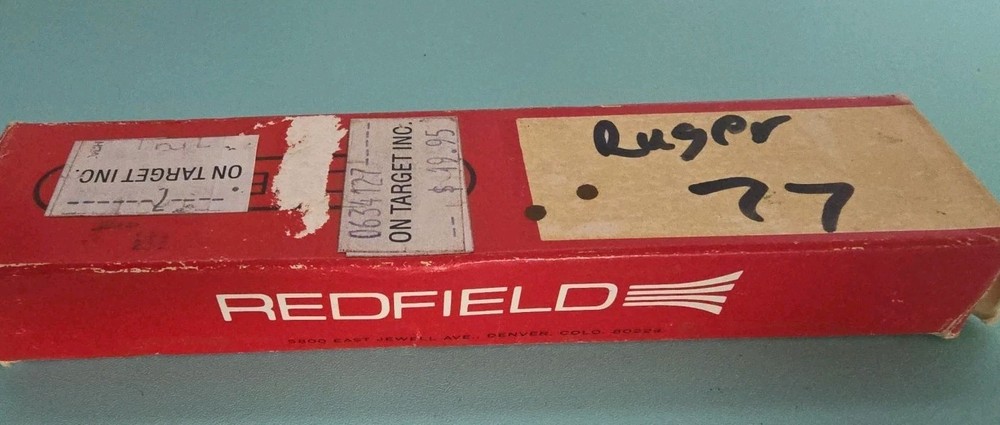 ON TARGET INC.
0634127
ON TARGET INC.
$ 49.95
Ruger
77
REDFIELD
5800 EAST JEWELL AVE., DENVER, COLO. 80224